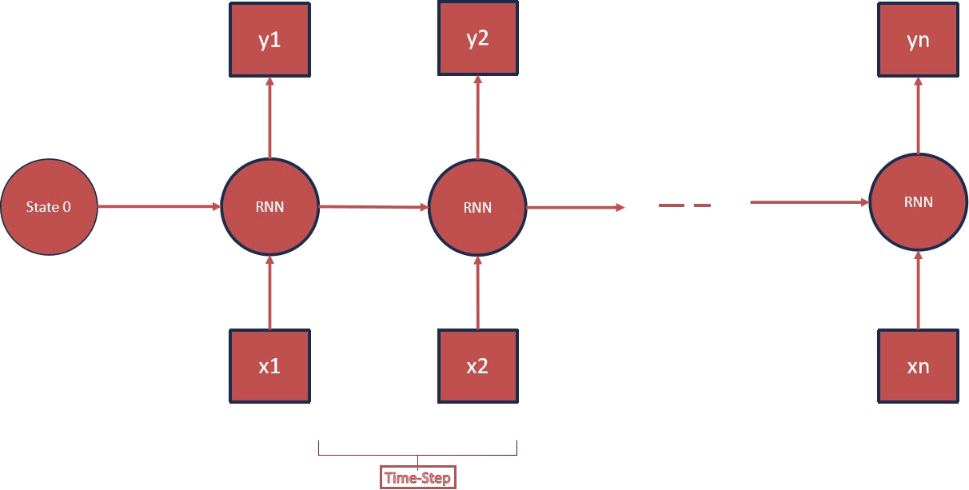 y1
y2
yn
State 0
RNN
RNN
RNN
x1
x2
xn
Time-Step